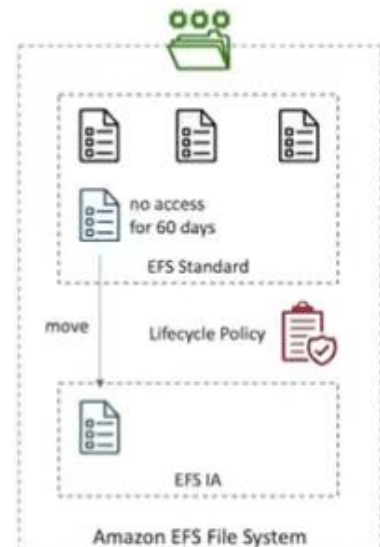 no access
for 60 days
EFS Standard
move
Lifecycle Policy
EFS IA
Amazon EFS File System